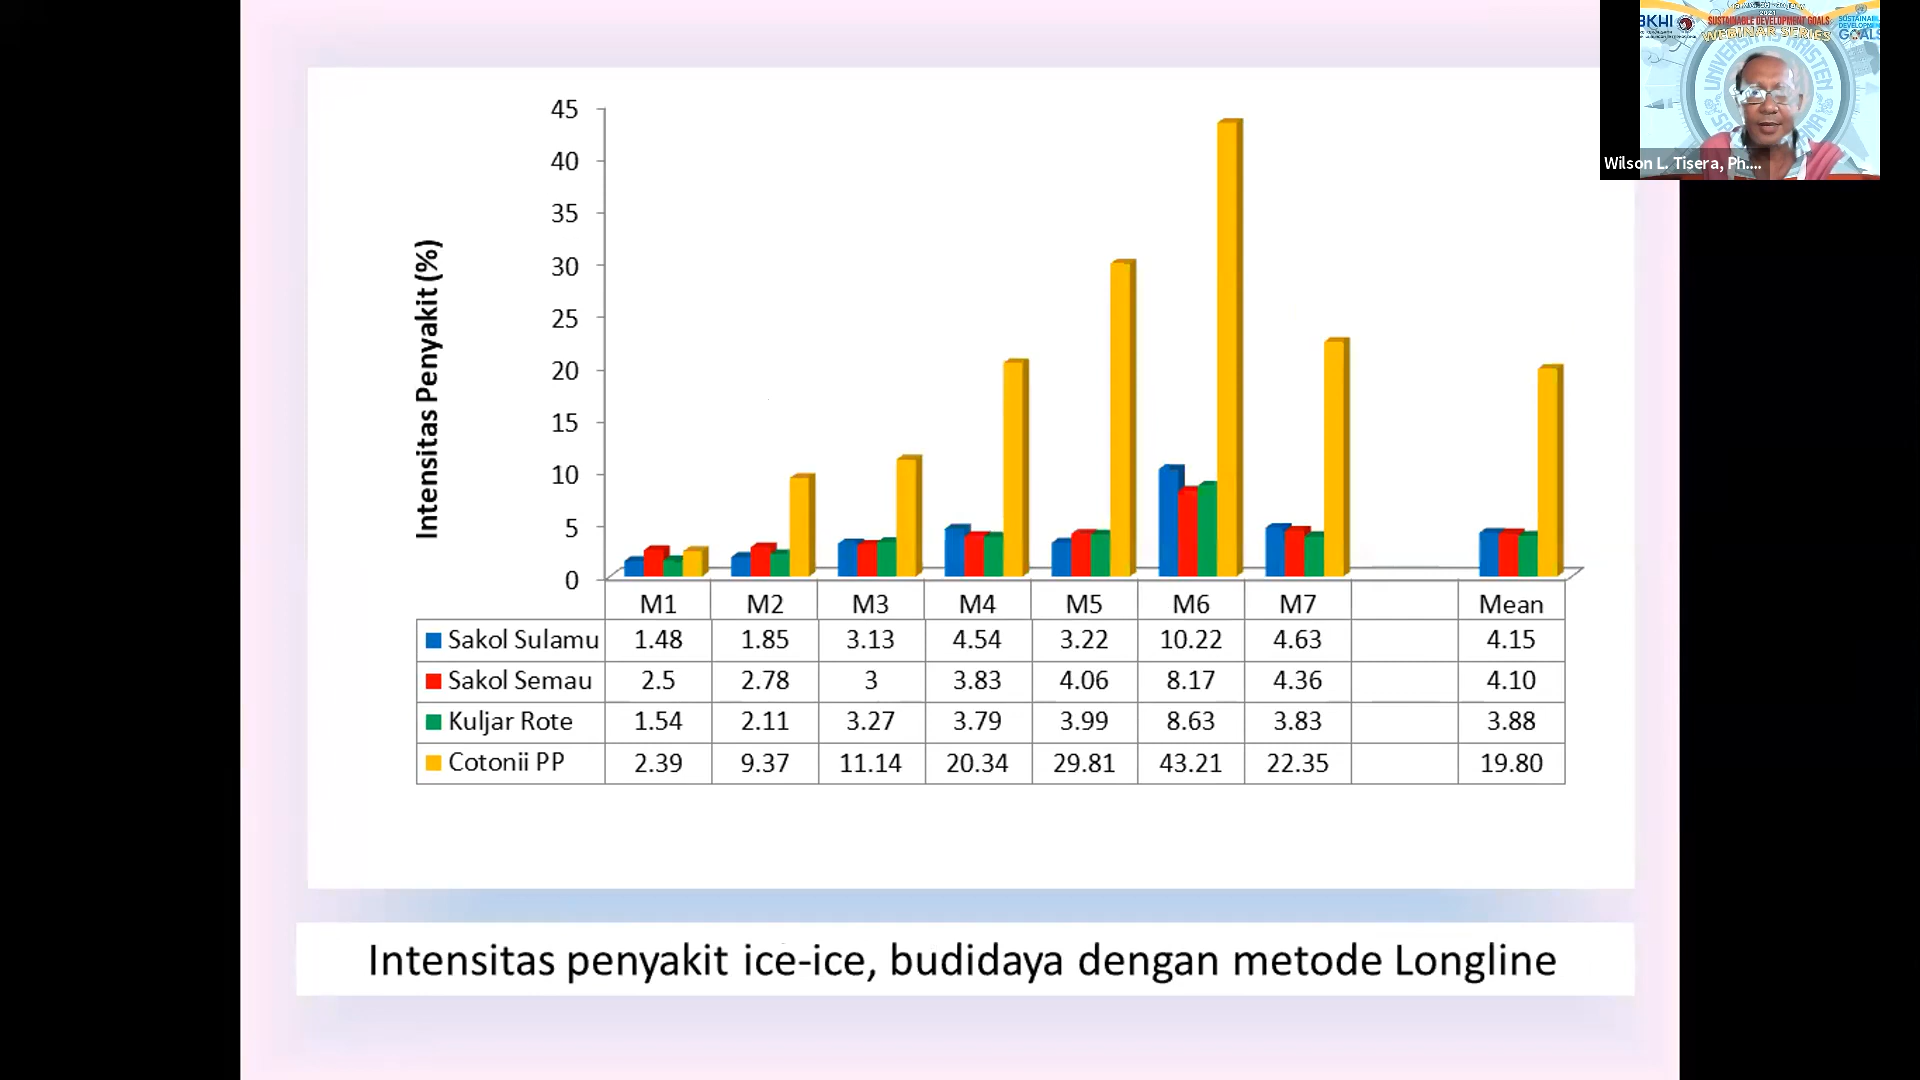 45
40
35
30
25
20
15
10
5
0
Intensitas Penyakit (%)
M1 M2 M3 M4 M5 M6 M7 Mean
Sakol Sulamu 1.48 1.85 3.13 4.54 3.22 10.22 4.63 4.15
Sakol Semau 2.5 2.78 3 3.83 4.06 8.17 4.36 4.10
Kuljar Rote 1.54 2.11 3.27 3.79 3.99 8.63 3.83 3.88
Cotonii PP 2.39 9.37 11.14 20.34 29.81 43.21 22.35 19.80
Intensitas penyakit ice-ice, budidaya dengan metode Longline
BKHI
2021
SUSTAINABLE DEVELOPMENT GOALS
WEBINAR SERIES
GOALS
UNIVERSITAS KRISTEN
Wilson L. Tisera, Ph....